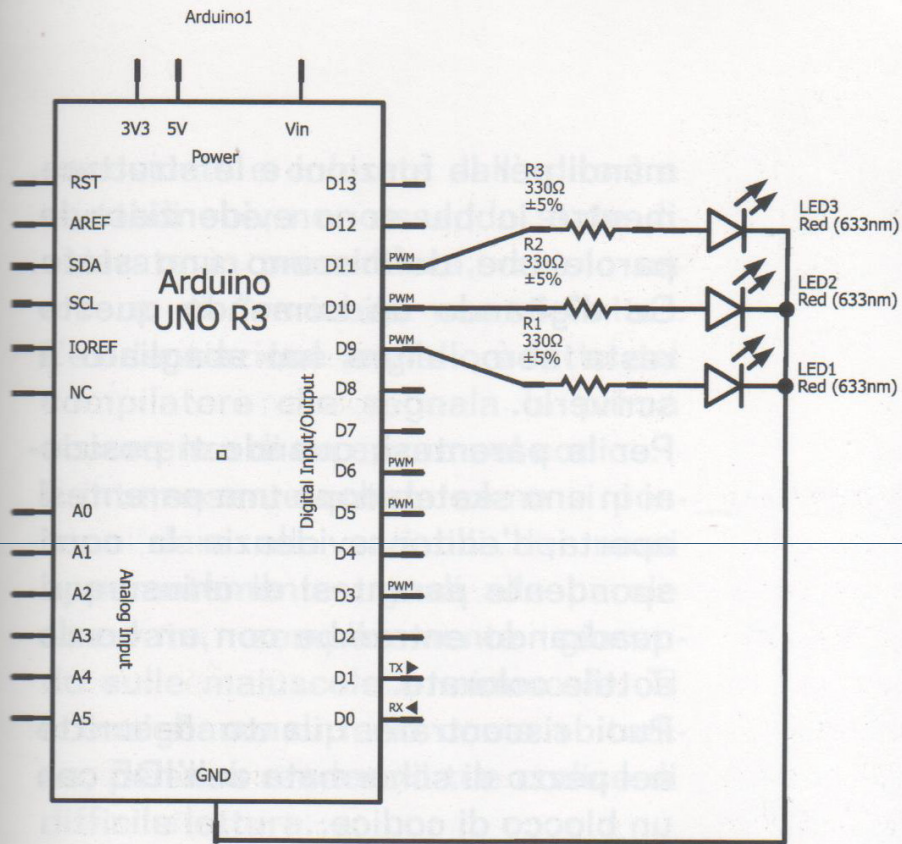 Arduino1
3V3 5V Vin
Power
RST
AREF
SDA
SCL
IOREF
NC
A0
A1
A2
A3
A4
A5
Analog Input
Arduino
UNO R3
Digital Input/Output
D13
D12
D11 PWM
D10 PWM
D9 PWM
D8
D7
D6 PWM
D5 PWM
D4
D3 PWM
D2
D1 TX
D0 RX
GND
R3
330Ω
±5%
R2
330Ω
±5%
R1
330Ω
±5%
LED3
Red (633nm)
LED2
Red (633nm)
LED1
Red (633nm)